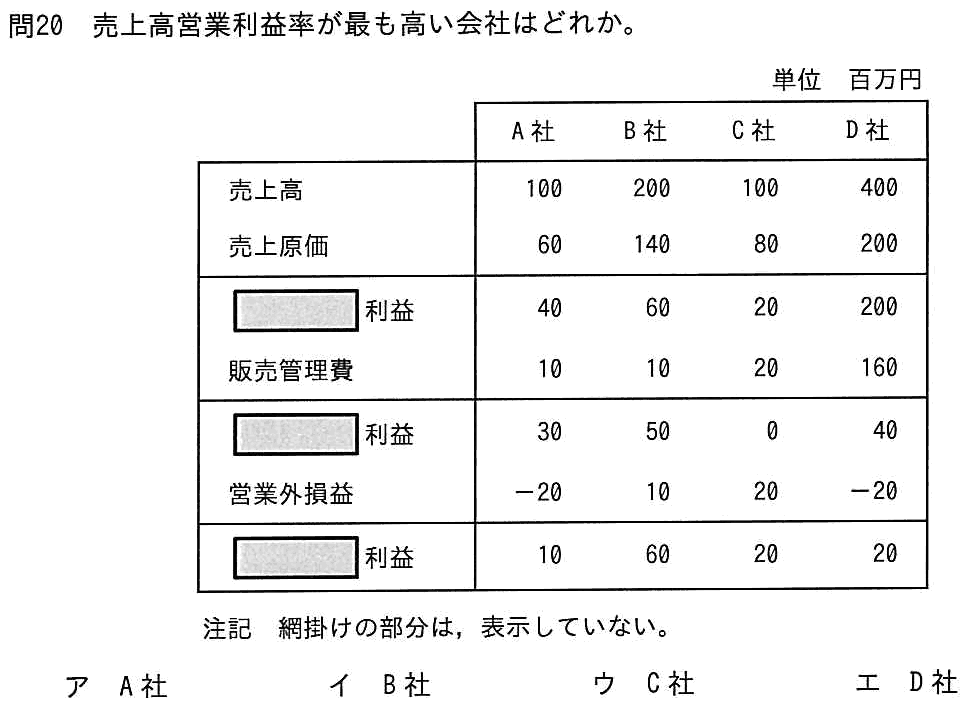 問20 売上高営業利益率が最も高い会社はどれか。
単位 百万円
A社 B社 C社 D社
売上高 100 200 100 400
売上原価 60 140 80 200
利益 40 60 20 200
販売管理費 10 10 20 160
利益 30 50 0 40
営業外損益 －20 10 20 －20
利益 10 60 20 20
注記 網掛けの部分は，表示していない。
ア A社 イ B社 ウ C社 エ D社